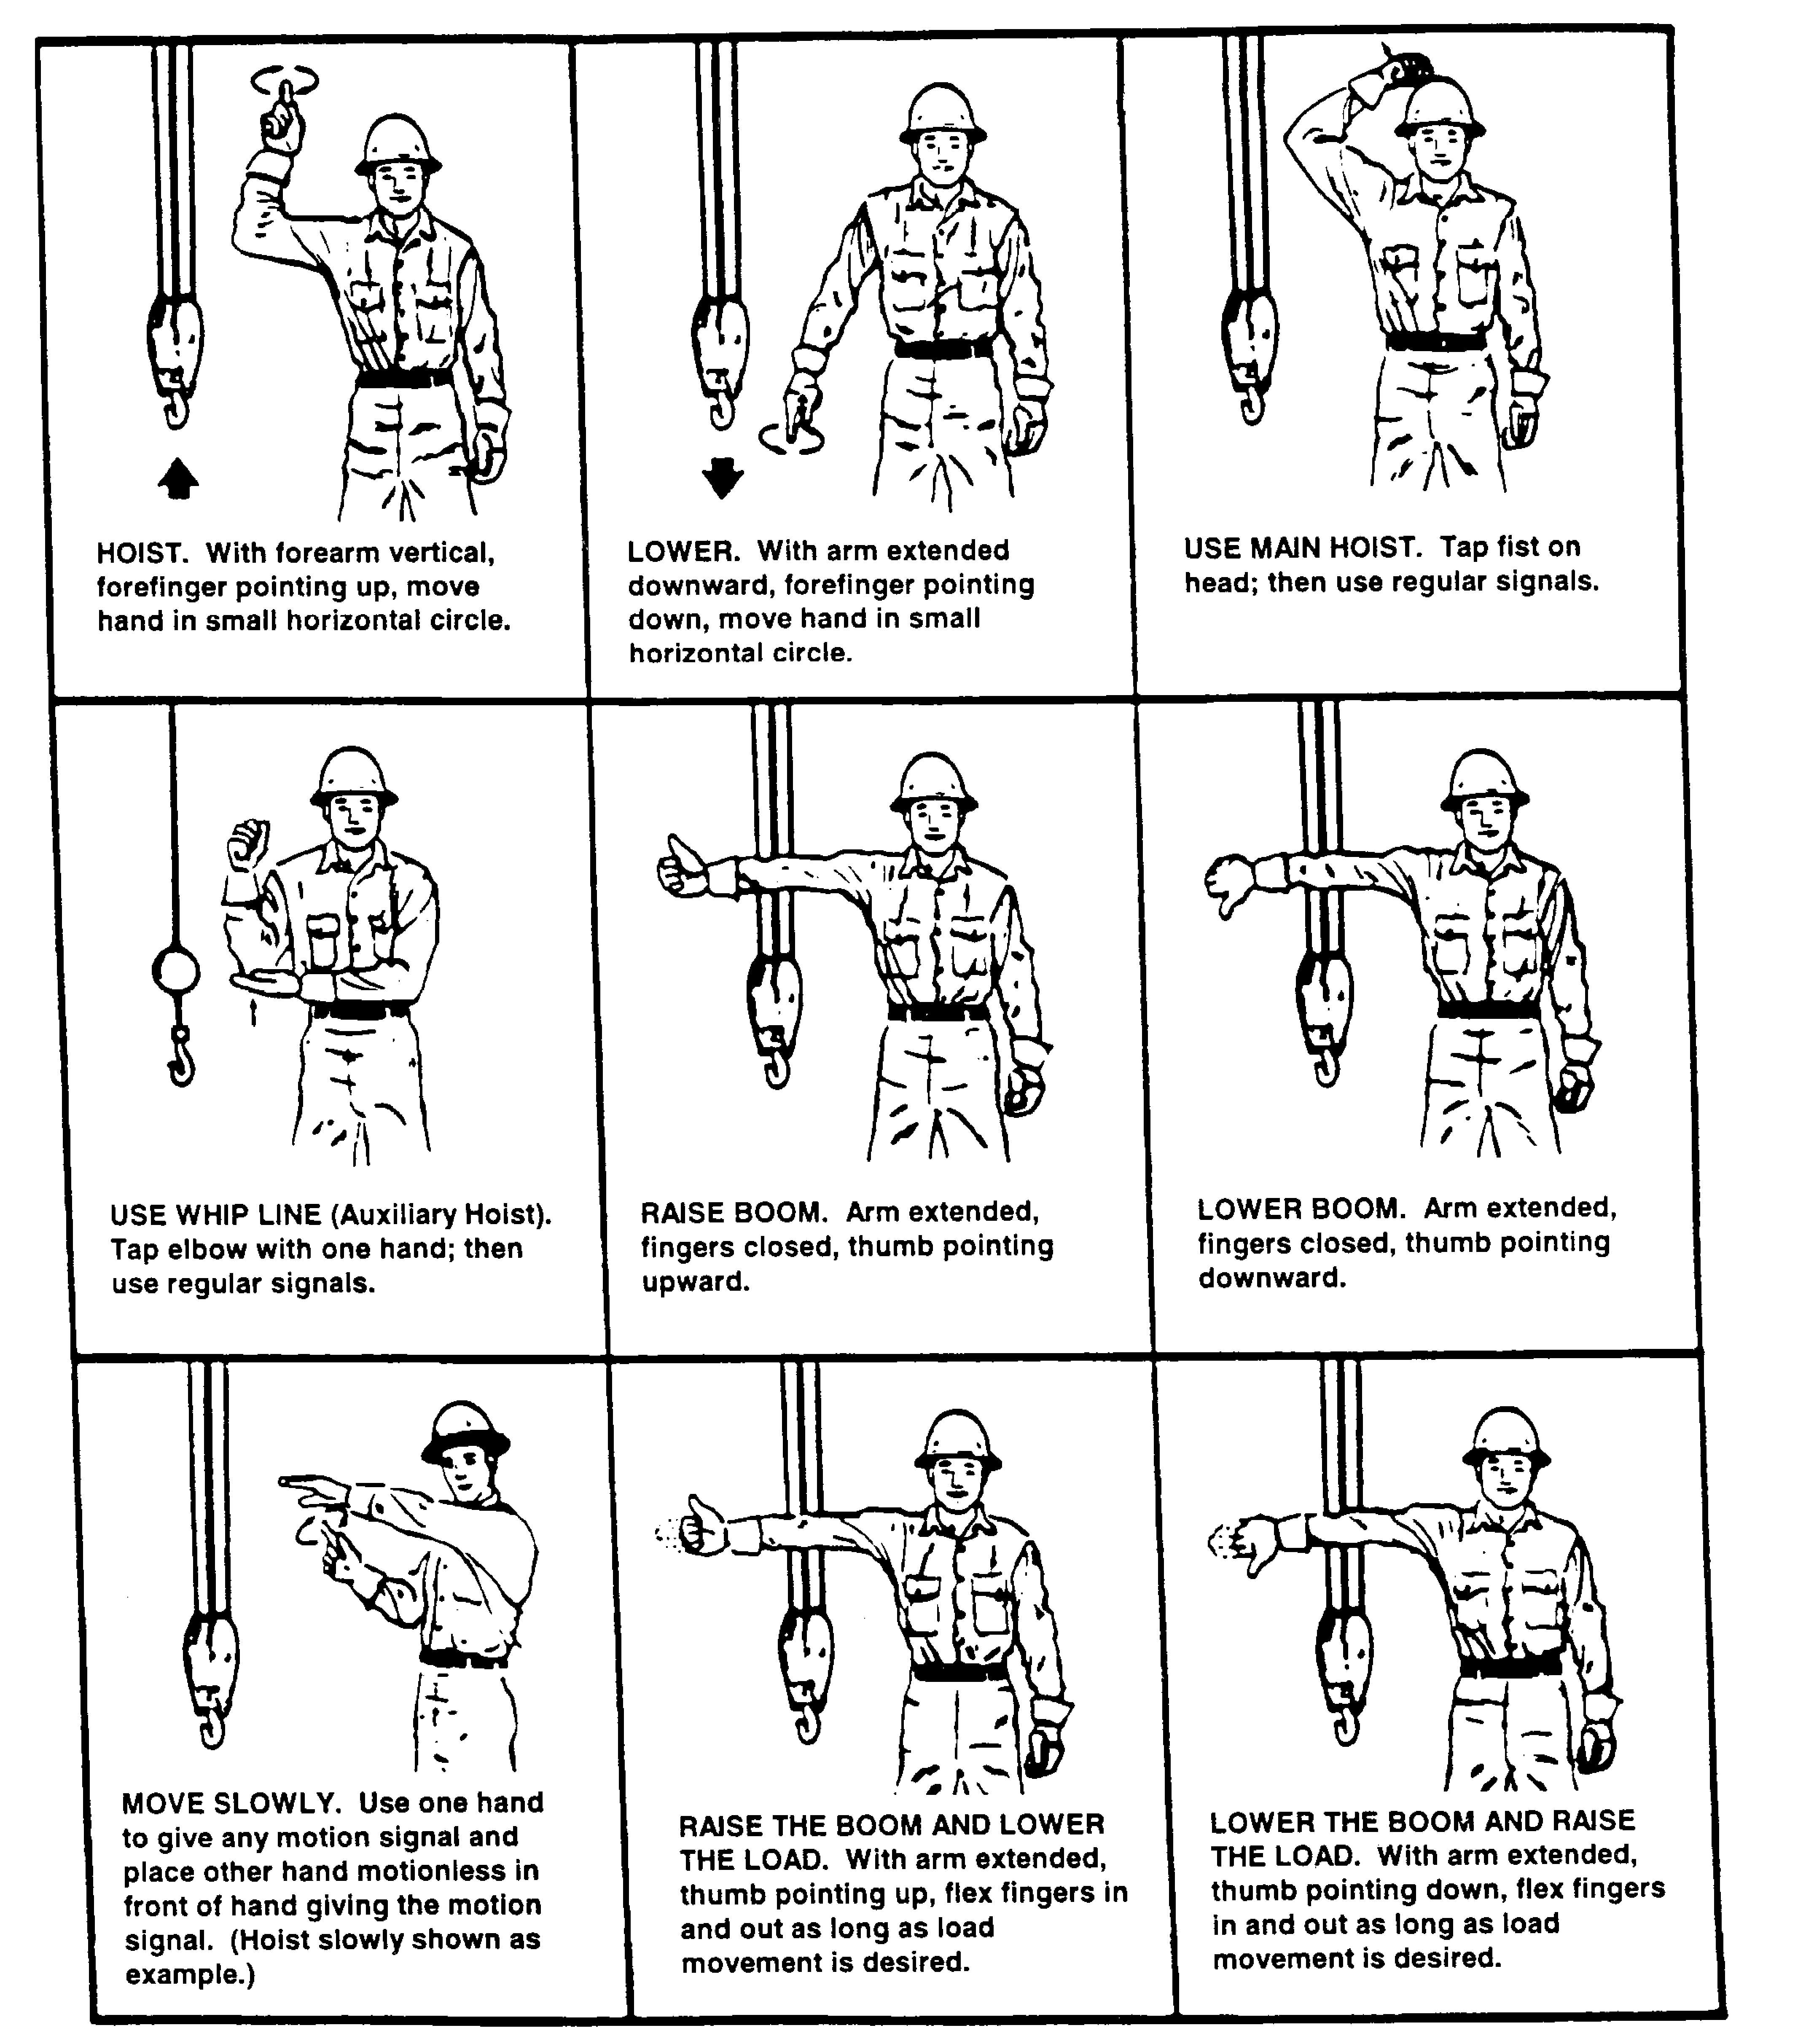 HOIST. With forearm vertical,
forefinger pointing up, move
hand in small horizontal circle.
LOWER. With arm extended
downward, forefinger pointing
down, move hand in small
horizontal circle.
USE MAIN HOIST. Tap fist on
head; then use regular signals.
USE WHIP LINE (Auxiliary Hoist).
Tap elbow with one hand; then
use regular signals.
RAISE BOOM. Arm extended,
fingers closed, thumb pointing
upward.
LOWER BOOM. Arm extended,
fingers closed, thumb pointing
downward.
MOVE SLOWLY. Use one hand
to give any motion signal and
place other hand motionless in
front of hand giving the motion
signal. (Hoist slowly shown as
example.)
RAISE THE BOOM AND LOWER
THE LOAD. With arm extended,
thumb pointing up, flex fingers in
and out as long as load
movement is desired.
LOWER THE BOOM AND RAISE
THE LOAD. With arm extended,
thumb pointing down, flex fingers
in and out as long as load
movement is desired.